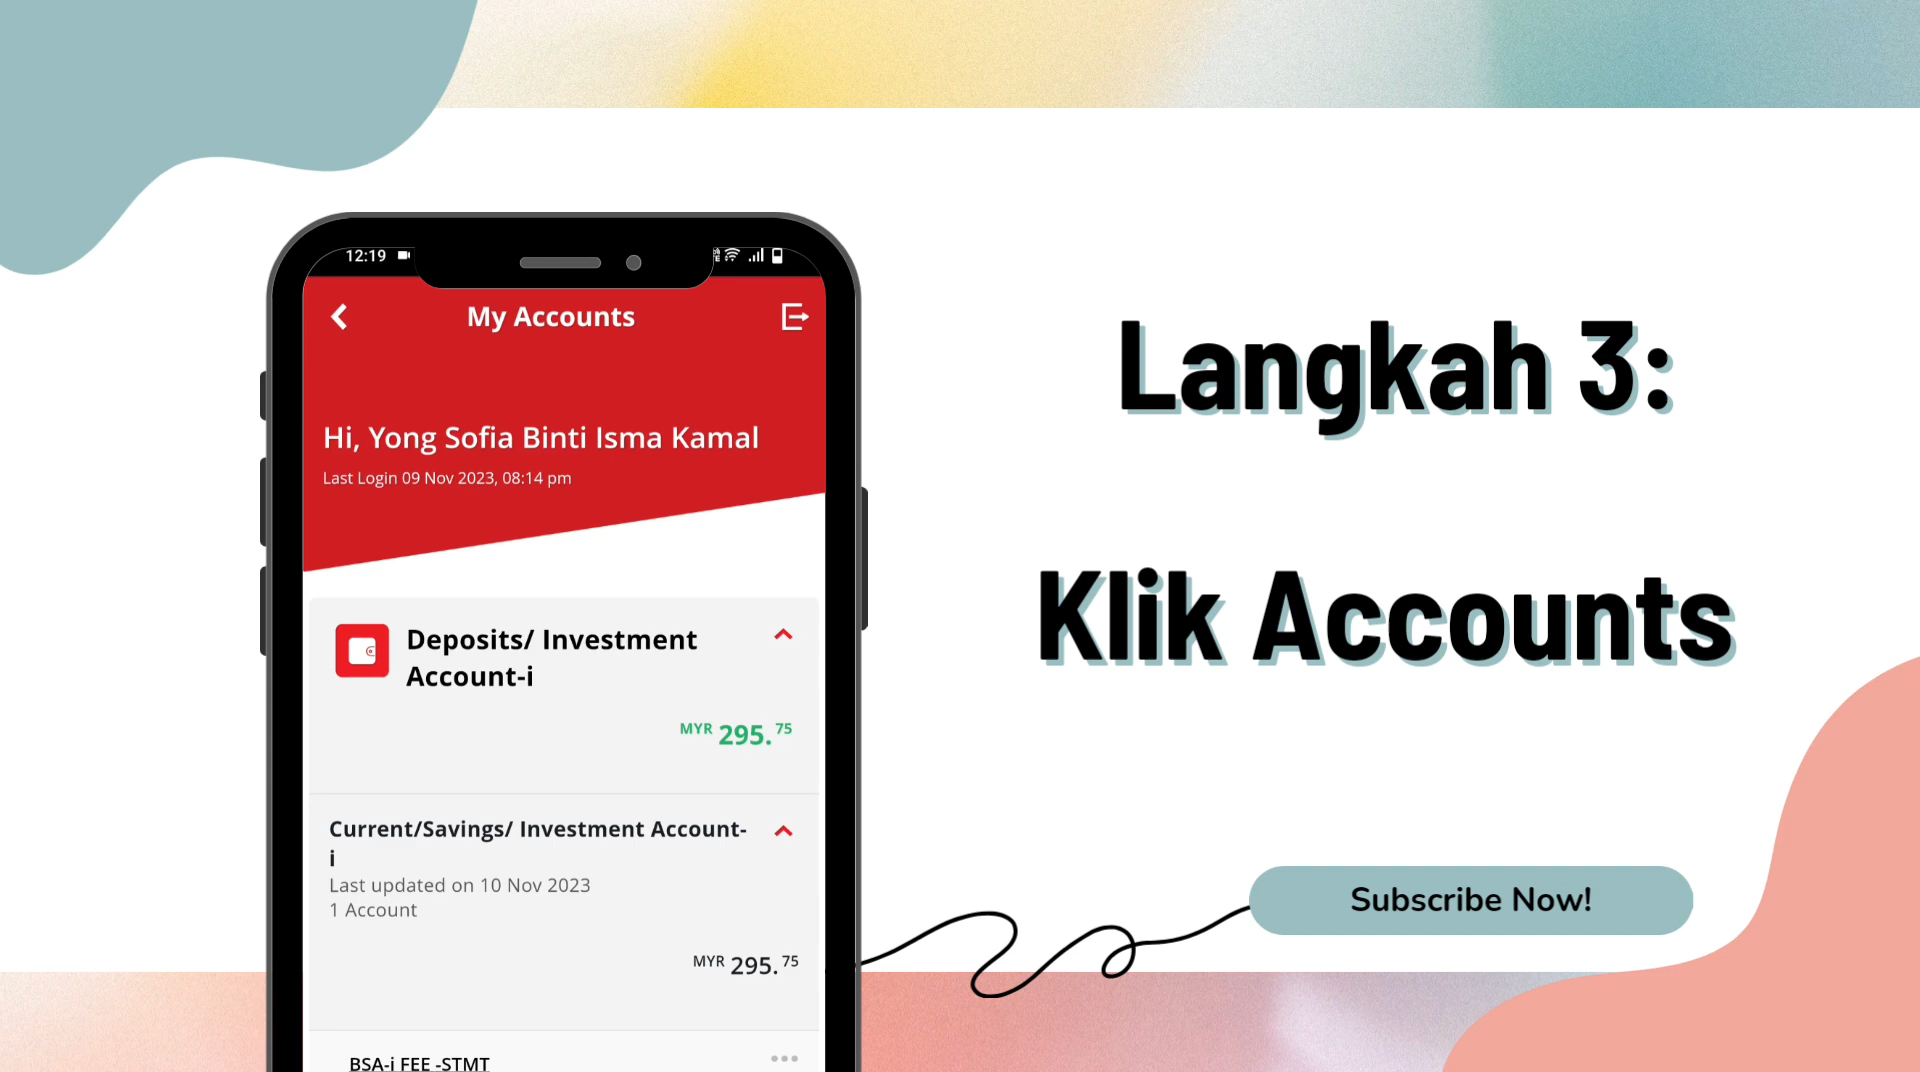 12:19
My Accounts
Hi, Yong Sofia Binti Isma Kamal
Last Login 09 Nov 2023, 08:14 pm
Deposits/ Investment
Account-i
MYR 295.75
Current/Savings/ Investment Account-
i
Last updated on 10 Nov 2023
1 Account
MYR 295.75
BSA-i FEE -STMT
Langkah 3:
Klik Accounts
Subscribe Now!